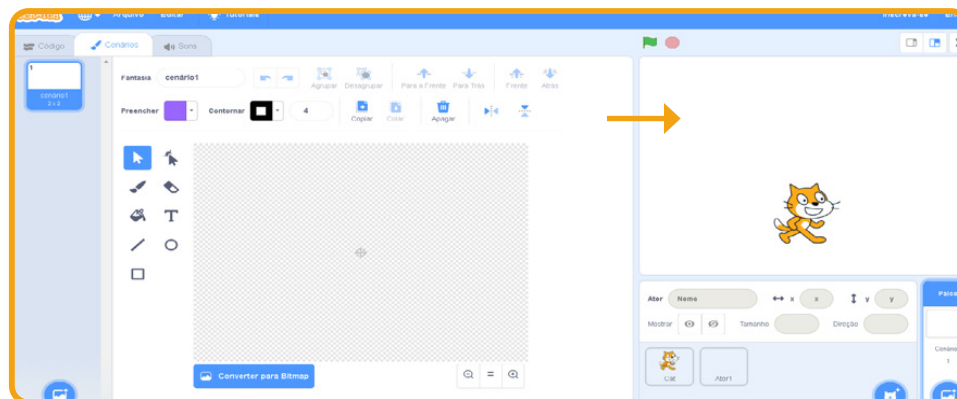 Arquivo Editar Tutoriais Inscreva-se
Código Cenários Sons
1
cenário1
2 x 2
Fantasia cenário1 Agrupar Desagrupar Para a Frente Para Trás Frente Atrás
Preencher Contornar 4 Copiar Colar Apagar
T
Converter para Bitmap
Ator Nome x x y y
Mostrar Tamanho Direção
Cat Ator1
Palco
1